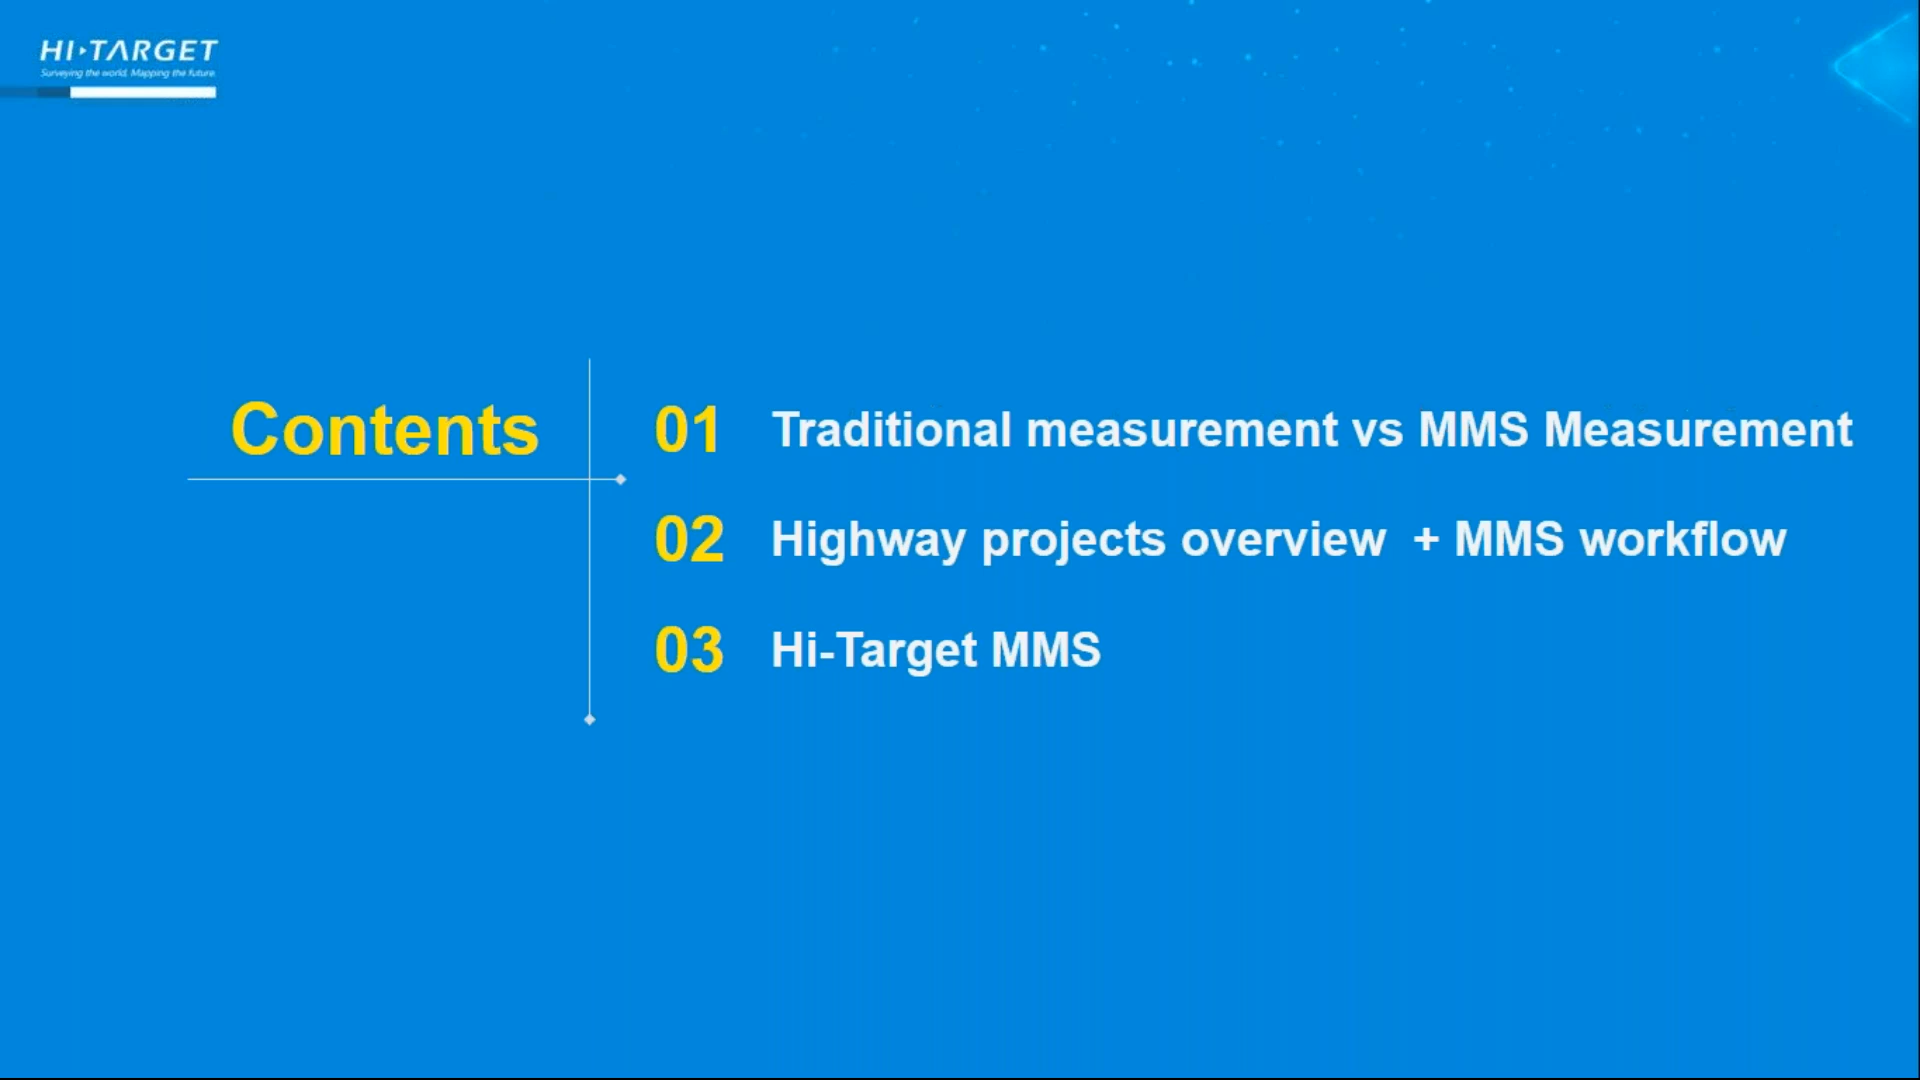 HI-TARGET
Surveying the world. Mapping the future.
Contents
01 Traditional measurement vs MMS Measurement
02 Highway projects overview + MMS workflow
03 Hi-Target MMS